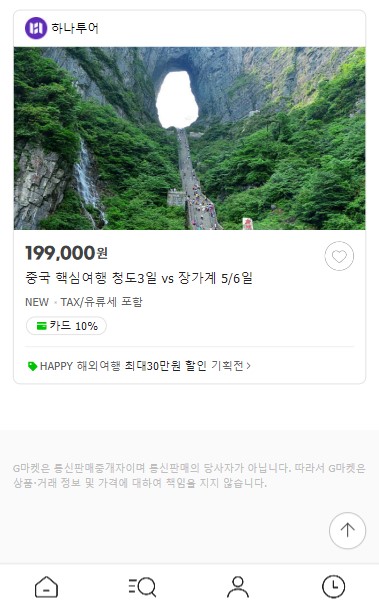 하나투어
199,000원
중국 핵심여행 청도3일 vs 장가계 5/6일
NEW · TAX/유류세 포함
카드 10%
HAPPY 해외여행 최대30만원 할인 기획전 >
G마켓은 통신판매중개자이며 통신판매의 당사자가 아닙니다. 따라서 G마켓은
상품·거래 정보 및 가격에 대하여 책임을 지지 않습니다.